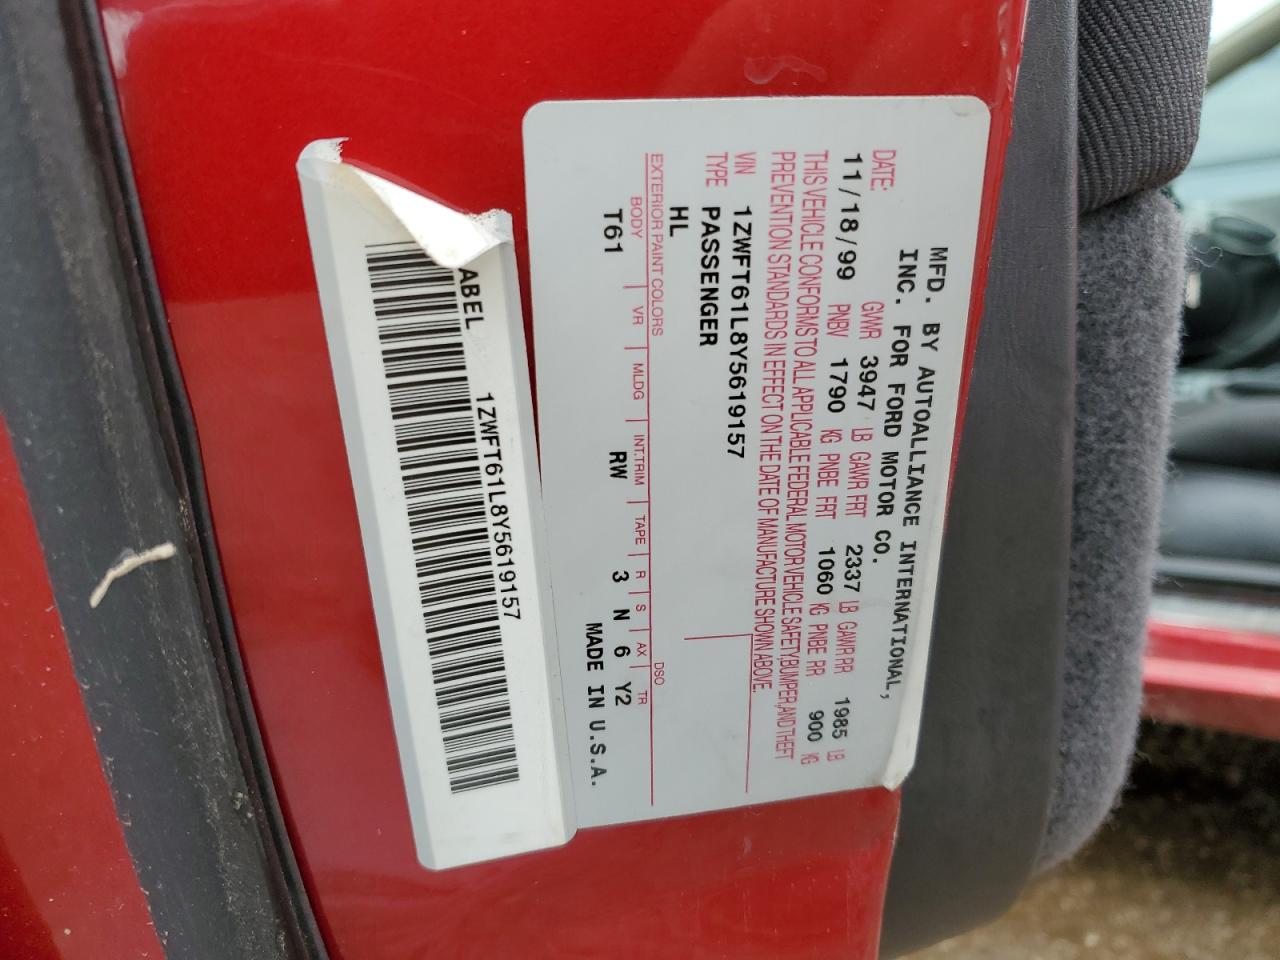 MFD. BY AUTOALLIANCE INTERNATIONAL,
INC. FOR FORD MOTOR CO.
DATE: GVWR 3947 LB GAWR FRT 2337 LB GAWR RR 1985 LB
11/18/99 PNBV 1790 KG PNBE FRT 1060 KG PNBE RR 900 KG
THIS VEHICLE CONFORMS TO ALL APPLICABLE FEDERAL MOTOR VEHICLE SAFETY, BUMPER, AND THEFT
PREVENTION STANDARDS IN EFFECT ON THE DATE OF MANUFACTURE SHOWN ABOVE.
VIN 1ZWFT61L8Y5619157
TYPE PASSENGER
HL
EXTERIOR PAINT COLORS DSO
BODY VR MLDG INT.TRIM TAPE R S AX TR
T61 RW 3 N 6 Y2
MADE IN U.S.A.
ABEL 1ZWFT61L8Y5619157